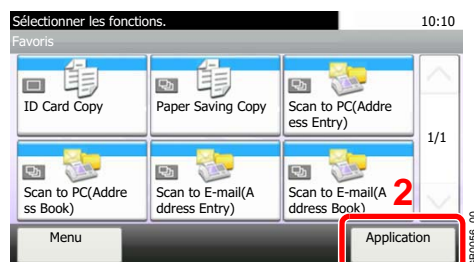 Sélectionner les fonctions. 10:10
Favoris
ID Card Copy
Paper Saving Copy
Scan to PC(Addre
ess Entry)
1/1
Scan to PC(Addre
ss Book)
Scan to E-mail(A
ddress Entry)
Scan to E-mail(A
ddress Book)
2
Menu
Application